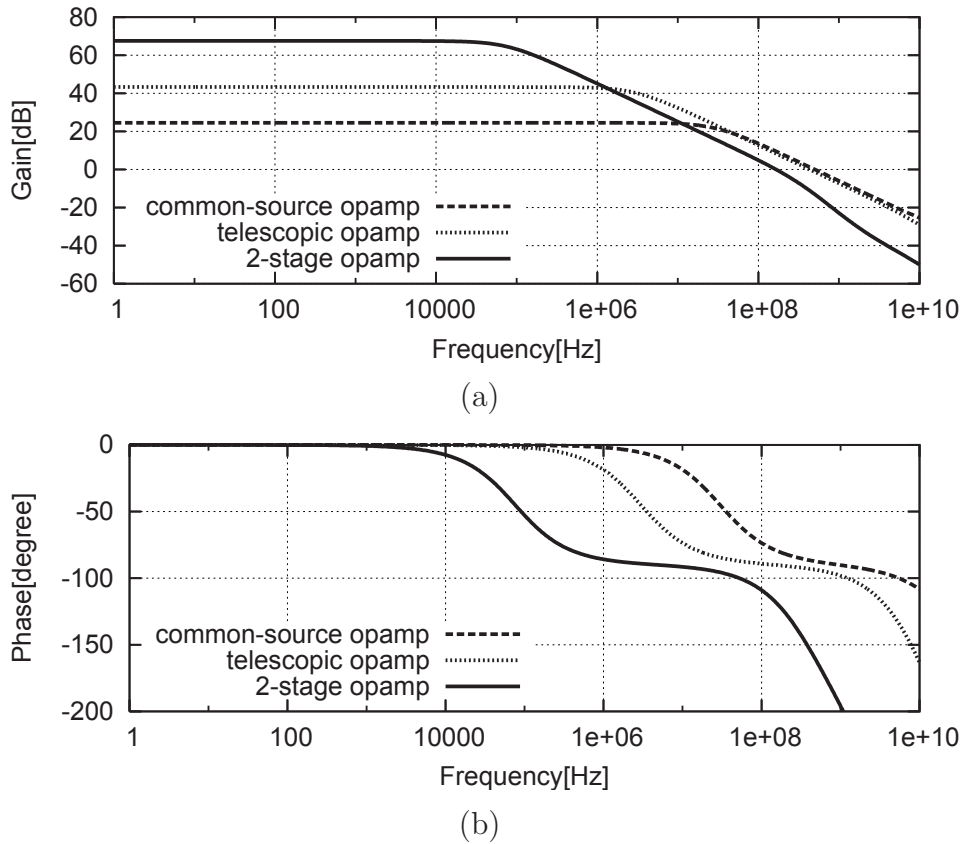 80
60
40
20
0
-20
-40
-60
Gain[dB]
common-source opamp
telescopic opamp
2-stage opamp
1 100 10000 1e+06 1e+08 1e+10
Frequency[Hz]
(a)
0
-50
-100
-150
-200
Phase[degree]
common-source opamp
telescopic opamp
2-stage opamp
1 100 10000 1e+06 1e+08 1e+10
Frequency[Hz]
(b)